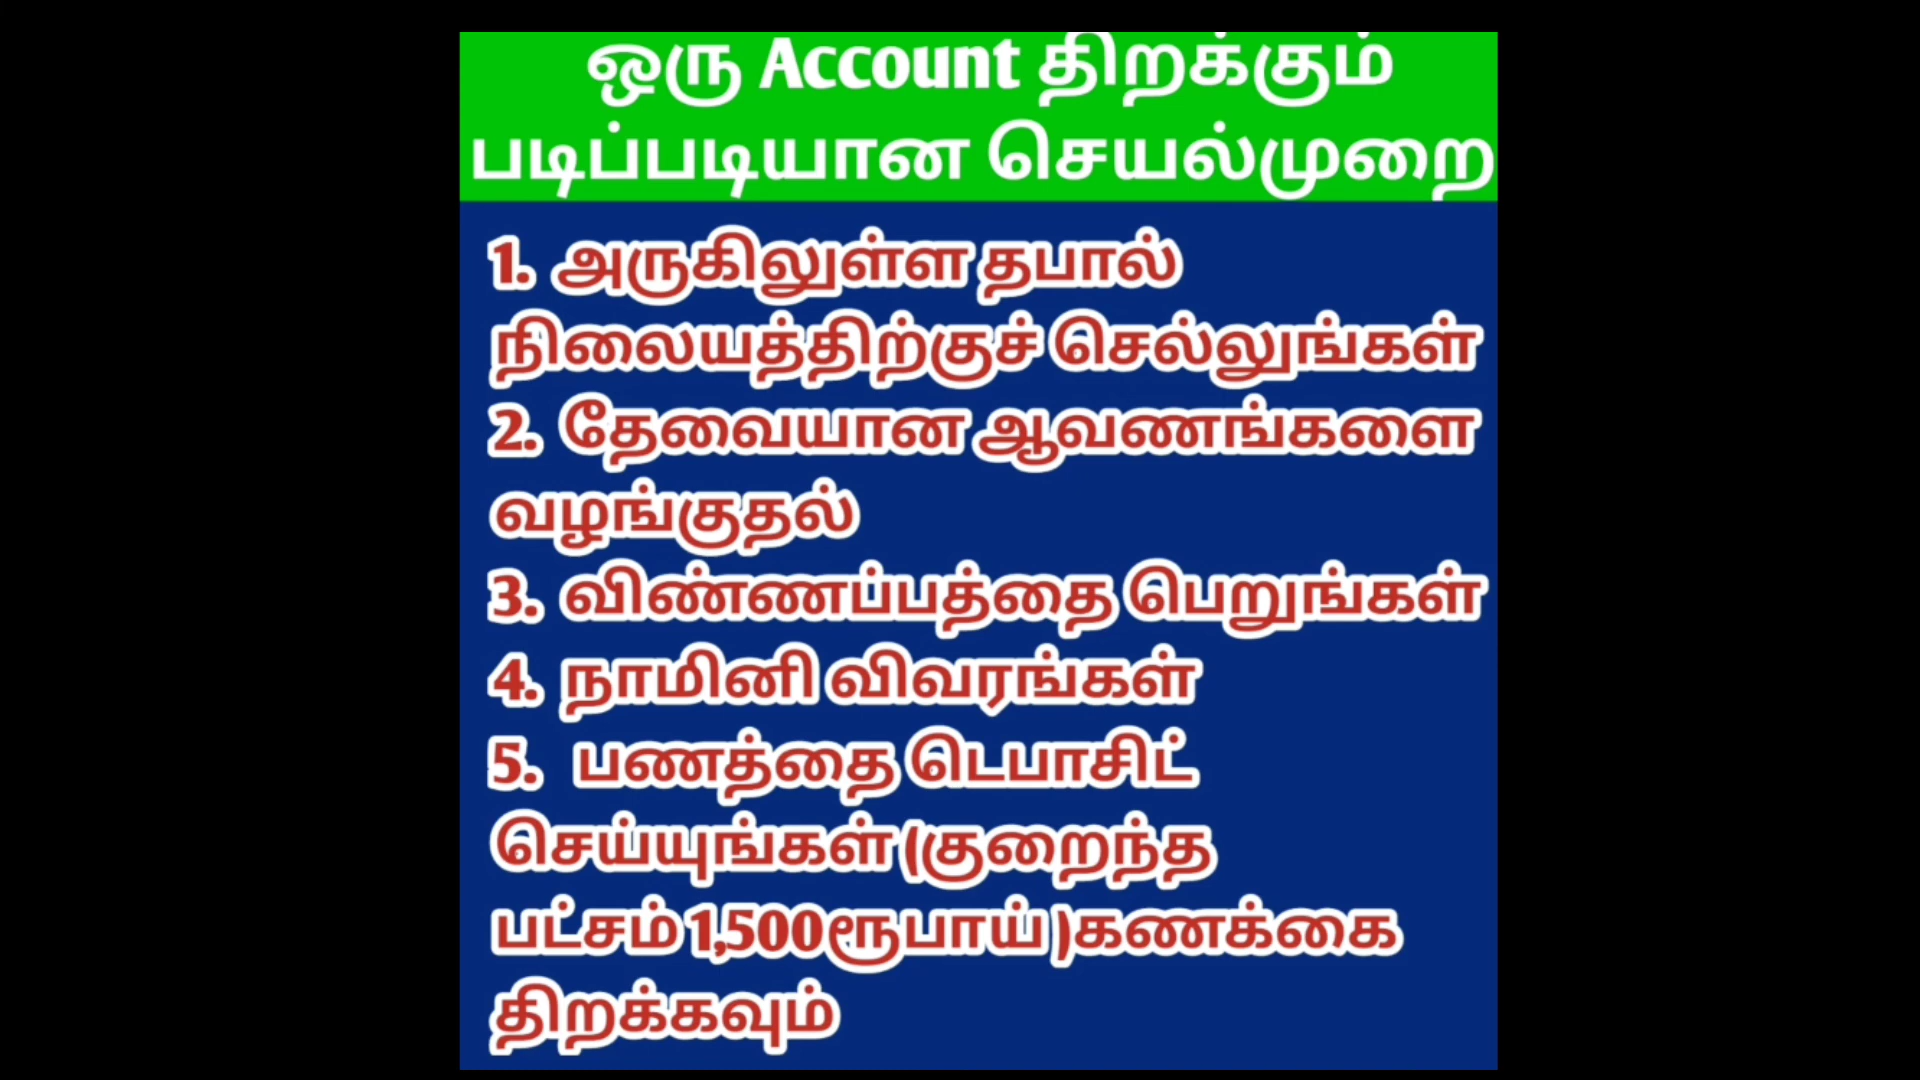 ஒரு Account திறக்கும்
படிப்படியான செயல்முறை
1. அருகிலுள்ள தபால்
நிலையத்திற்குச் செல்லுங்கள்
2. தேவையான ஆவணங்களை
வழங்குதல்
3. விண்ணப்பத்தை பெறுங்கள்
4. நாமினி விவரங்கள்
5. பணத்தை டெபாசிட்
செய்யுங்கள் (குறைந்த
பட்சம் 1,500 ரூபாய் )கணக்கை
திறக்கவும்